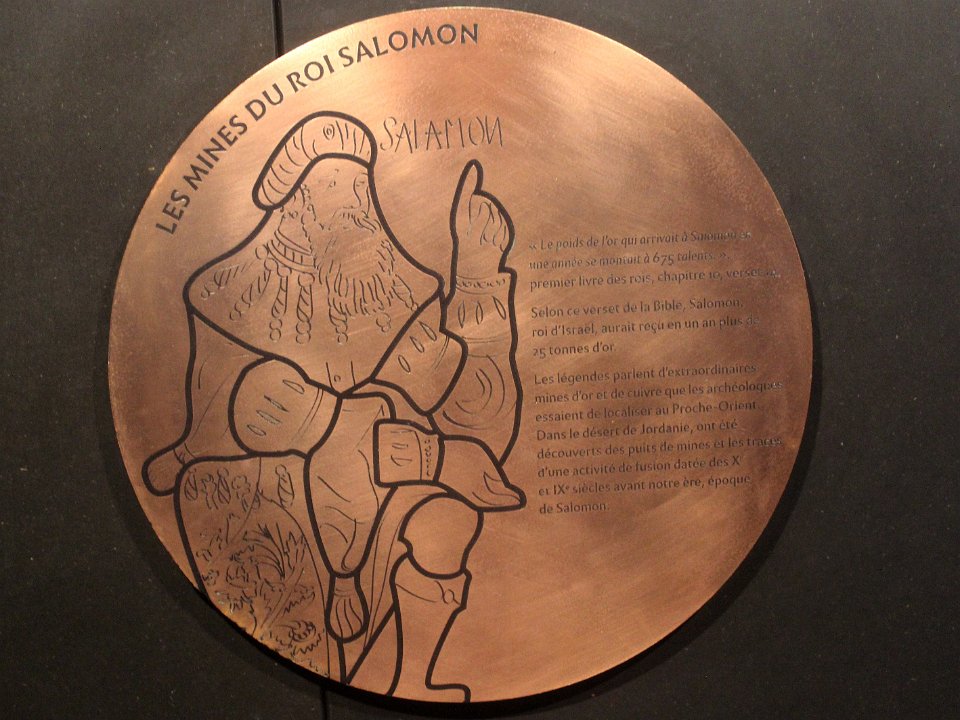 LES MINES DU ROI SALOMON
SALAMON
« Le poids de l'or qui arrivait à Salomon en
une année se montait à 675 talents. »,
premier livre des rois, chapitre 10, verset 14.
Selon ce verset de la Bible, Salomon,
roi d'Israël, aurait reçu en un an plus de
25 tonnes d'or.
Les légendes parlent d'extraordinaires
mines d'or et de cuivre que les archéologues
essaient de localiser au Proche-Orient.
Dans le désert de Jordanie, ont été
découverts des puits de mines et les traces
d'une activité de fusion datée des X
et IXᵉ siècles avant notre ère, époque
de Salomon.